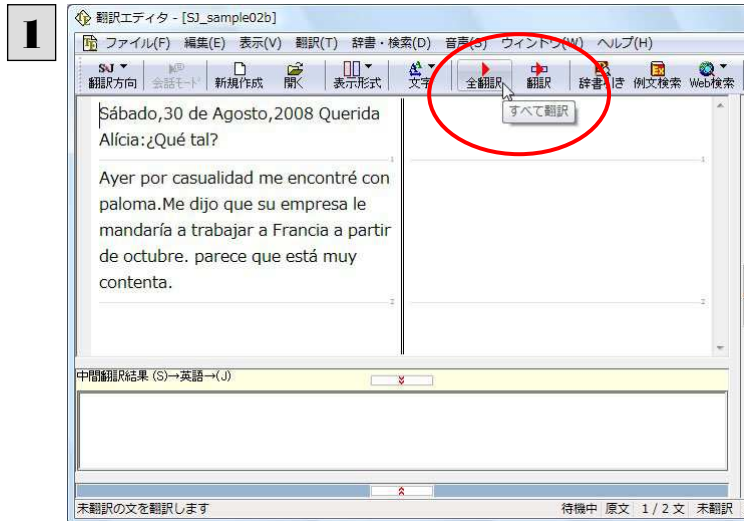 1
翻訳エディタ - [SJ_sample02b]
ファイル(F) 編集(E) 表示(V) 翻訳(T) 辞書・検索(D) 音声(S) ウィンドウ(W) ヘルプ(H)
SJ
翻訳方向 会話モード 新規作成 開く 表示形式 文字 全翻訳 翻訳 辞書引き 例文検索 Web検索
すべて翻訳
Sábado,30 de Agosto,2008 Querida
Alícia:¿Qué tal?
1 1
Ayer por casualidad me encontré con
paloma.Me dijo que su empresa le
mandaría a trabajar a Francia a partir
de octubre. parece que está muy
contenta.
2 2
中間翻訳結果 (S)→英語→(J)
未翻訳の文を翻訳します 待機中 原文 1 / 2 文 未翻訳